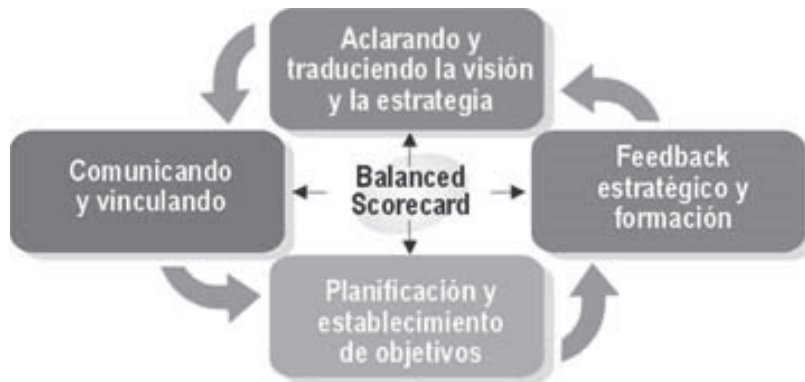 Aclarando y
traduciendo la visión
y la estrategia
Comunicando
y vinculando
Balanced
Scorecard
Feedback
estratégico y
formación
Planificación y
establecimiento
de objetivos